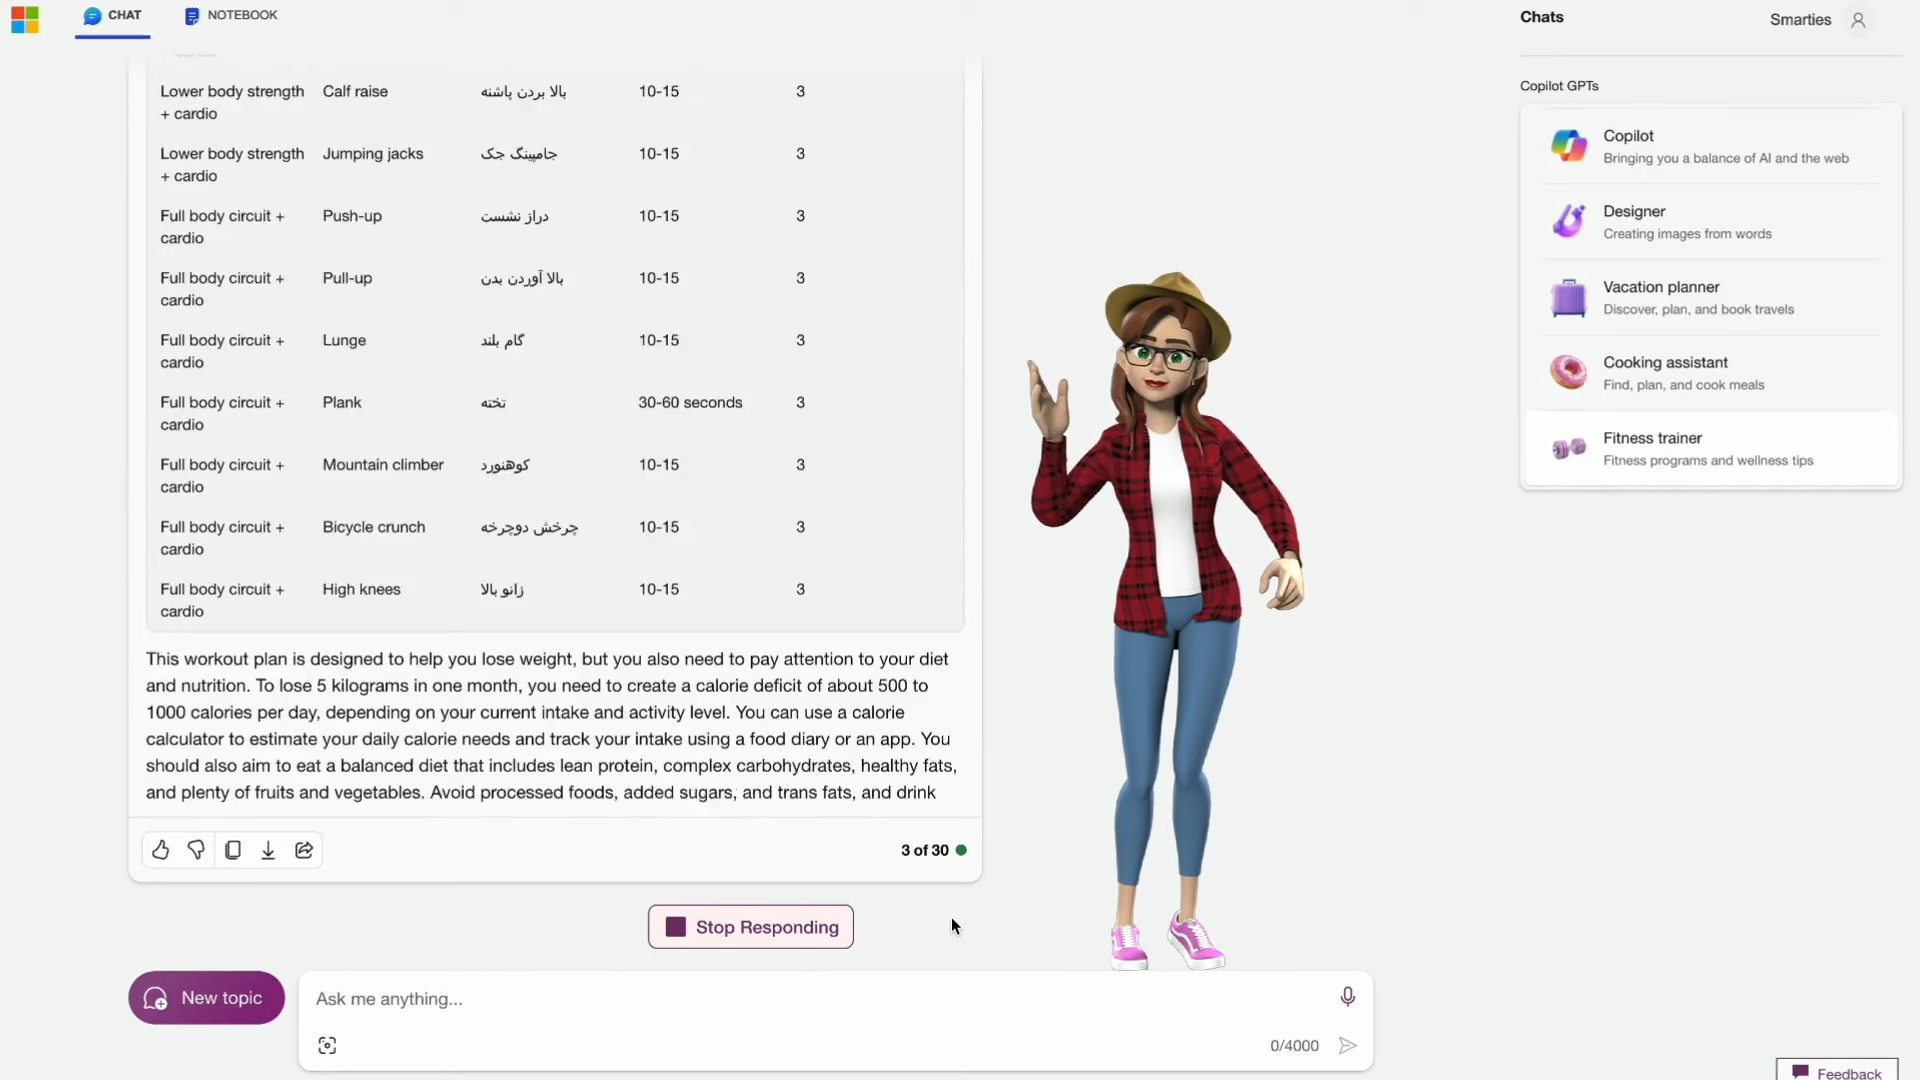 CHAT
NOTEBOOK
Chats
Smarties
Lower body strength + cardio Calf raise بالا بردن پاشنه 10-15 3
Lower body strength + cardio Jumping jacks جامپینگ جک 10-15 3
Full body circuit + cardio Push-up دراز نشست 10-15 3
Full body circuit + cardio Pull-up بالا آوردن بدن 10-15 3
Full body circuit + cardio Lunge گام بلند 10-15 3
Full body circuit + cardio Plank تخته 30-60 seconds 3
Full body circuit + cardio Mountain climber کوهنورد 10-15 3
Full body circuit + cardio Bicycle crunch چرخش دوچرخه 10-15 3
Full body circuit + cardio High knees زانو بالا 10-15 3
This workout plan is designed to help you lose weight, but you also need to pay attention to your diet
and nutrition. To lose 5 kilograms in one month, you need to create a calorie deficit of about 500 to
1000 calories per day, depending on your current intake and activity level. You can use a calorie
calculator to estimate your daily calorie needs and track your intake using a food diary or an app. You
should also aim to eat a balanced diet that includes lean protein, complex carbohydrates, healthy fats,
and plenty of fruits and vegetables. Avoid processed foods, added sugars, and trans fats, and drink
3 of 30
Stop Responding
New topic
Ask me anything...
0/4000
Copilot GPTs
Copilot
Bringing you a balance of AI and the web
Designer
Creating images from words
Vacation planner
Discover, plan, and book travels
Cooking assistant
Find, plan, and cook meals
Fitness trainer
Fitness programs and wellness tips
Feedback